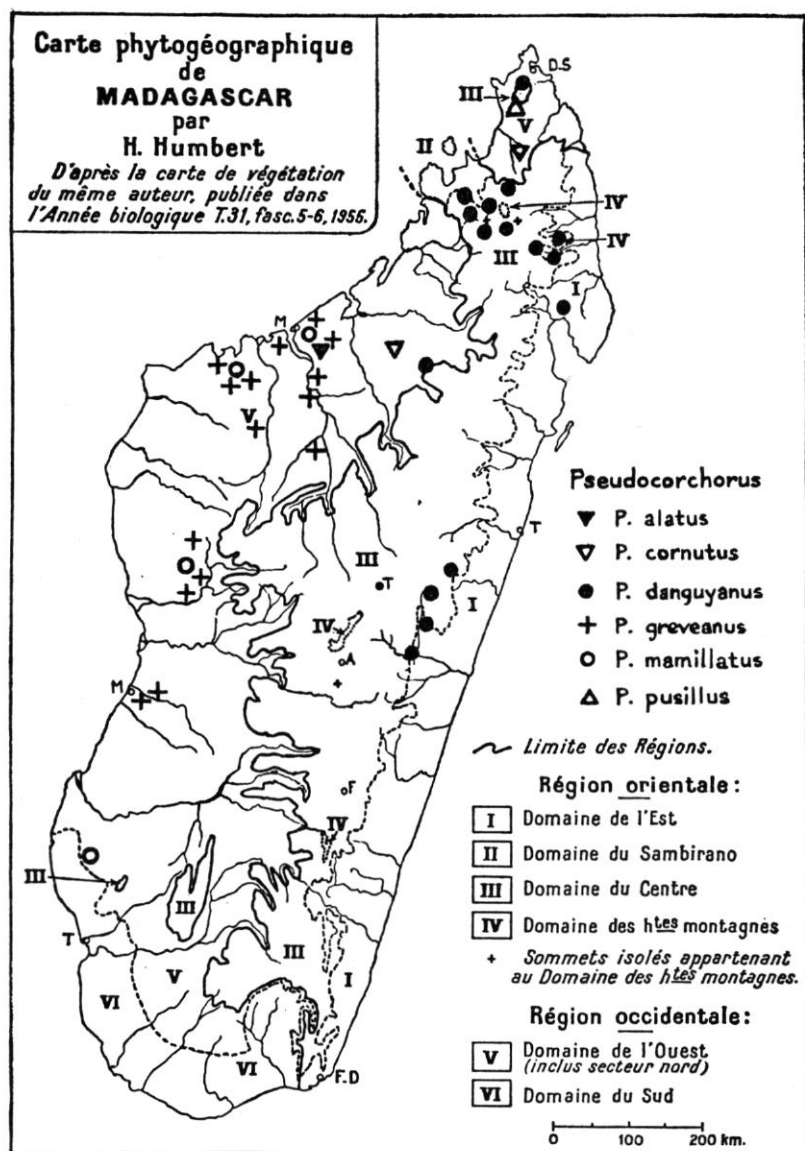 Carte phytogéographique
de
MADAGASCAR
par
H. Humbert
D'après la carte de végétation
du même auteur, publiée dans
l'Année biologique T.31, fasc.5-6, 1955.
D.S
III
V
II
IV
IV
III
I
M
V
T
III
T
I
IV
A
M
F
IV
III
III
T
III
V
I
VI
VI
F.D
Pseudocorchorus
P. alatus
P. cornutus
P. danguyanus
P. greveanus
P. mamillatus
P. pusillus
Limite des Régions.
Région orientale:
I Domaine de l'Est
II Domaine du Sambirano
III Domaine du Centre
IV Domaine des htes montagnes
+ Sommets isolés appartenant
au Domaine des htes montagnes.
Région occidentale:
V Domaine de l'Ouest
(inclus secteur nord)
VI Domaine du Sud
0 100 200 km.